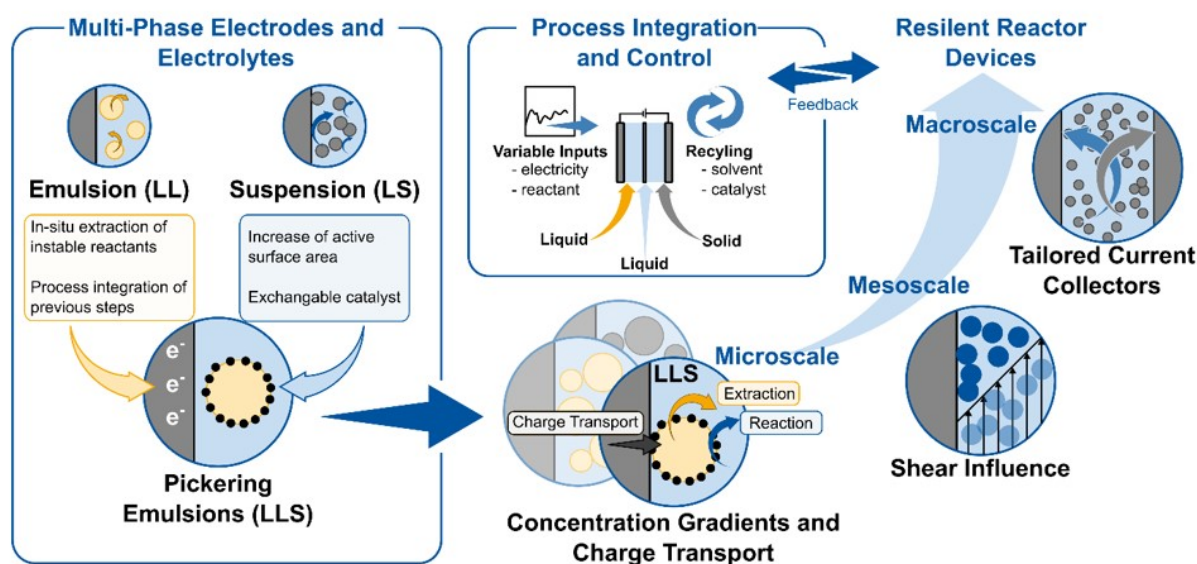 Multi-Phase Electrodes and
Electrolytes
Emulsion (LL)
Suspension (LS)
In-situ extraction of
instable reactants
Process integration of
previous steps
Increase of active
surface area
Exchangable catalyst
e-
e-
e-
Pickering
Emulsions (LLS)
Process Integration
and Control
Variable Inputs
- electricity
- reactant
Recyling
- solvent
- catalyst
Liquid
Liquid
Solid
Feedback
Resilent Reactor
Devices
Macroscale
Tailored Current
Collectors
Mesoscale
Shear Influence
Microscale
LLS
Extraction
Charge Transport
Reaction
Concentration Gradients and
Charge Transport